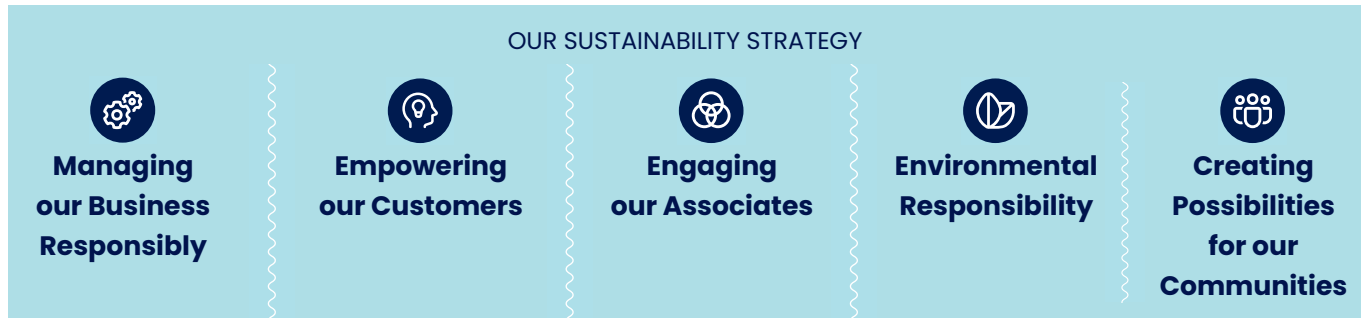 OUR SUSTAINABILITY STRATEGY
Managing
our Business
Responsibly
Empowering
our Customers
Engaging
our Associates
Environmental
Responsibility
Creating
Possibilities
for our
Communities